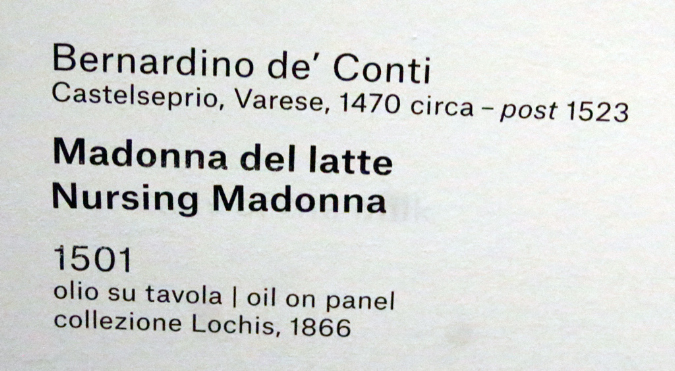 Bernardino de' Conti
Castelseprio, Varese, 1470 circa – post 1523
Madonna del latte
Nursing Madonna
1501
olio su tavola | oil on panel
collezione Lochis, 1866